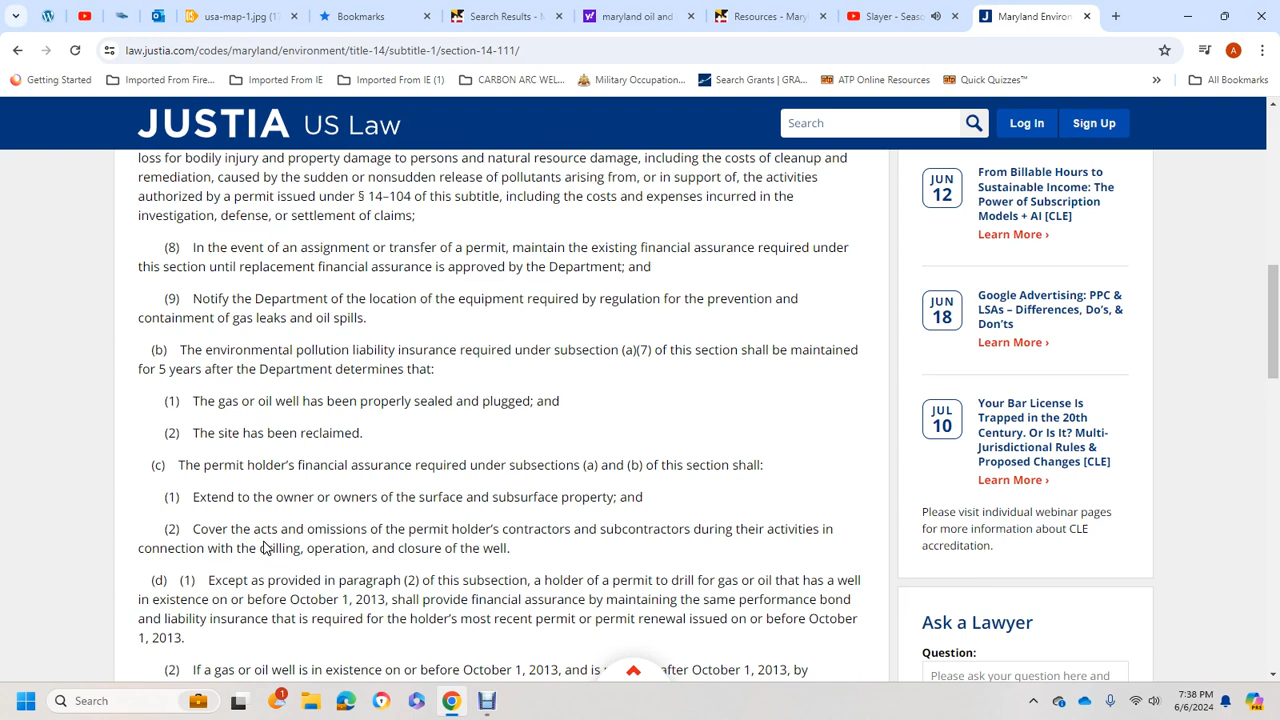 usa-map-1.jpg (1
Bookmarks
Search Results - M
maryland oil and
Resources - Mary
Slayer - Seaso
Maryland Environ
law.justia.com/codes/maryland/environment/title-14/subtitle-1/section-14-111/
A
Getting Started
Imported From Fire...
Imported From IE
Imported From IE (1)
CARBON ARC WEL...
Military Occupation...
Search Grants | GRA...
ATP Online Resources
Quick Quizzes™
»
All Bookmarks
JUSTIA US Law
Search
Log In
Sign Up
loss for bodily injury and property damage to persons and natural resource damage, including the costs of cleanup and
remediation, caused by the sudden or nonsudden release of pollutants arising from, or in support of, the activities
authorized by a permit issued under § 14–104 of this subtitle, including the costs and expenses incurred in the
investigation, defense, or settlement of claims;
(8) In the event of an assignment or transfer of a permit, maintain the existing financial assurance required under
this section until replacement financial assurance is approved by the Department; and
(9) Notify the Department of the location of the equipment required by regulation for the prevention and
containment of gas leaks and oil spills.
(b) The environmental pollution liability insurance required under subsection (a)(7) of this section shall be maintained
for 5 years after the Department determines that:
(1) The gas or oil well has been properly sealed and plugged; and
(2) The site has been reclaimed.
(c) The permit holder’s financial assurance required under subsections (a) and (b) of this section shall:
(1) Extend to the owner or owners of the surface and subsurface property; and
(2) Cover the acts and omissions of the permit holder’s contractors and subcontractors during their activities in
connection with the drilling, operation, and closure of the well.
(d) (1) Except as provided in paragraph (2) of this subsection, a holder of a permit to drill for gas or oil that has a well
in existence on or before October 1, 2013, shall provide financial assurance by maintaining the same performance bond
and liability insurance that is required for the holder’s most recent permit or permit renewal issued on or before October
1, 2013.
(2) If a gas or oil well is in existence on or before October 1, 2013, and is after October 1, 2013, by
JUN
12
From Billable Hours to
Sustainable Income: The
Power of Subscription
Models + AI [CLE]
Learn More ›
JUN
18
Google Advertising: PPC &
LSAs – Differences, Do’s, &
Don’ts
Learn More ›
JUL
10
Your Bar License Is
Trapped in the 20th
Century. Or Is It? Multi-
Jurisdictional Rules &
Proposed Changes [CLE]
Learn More ›
Please visit individual webinar pages
for more information about CLE
accreditation.
Ask a Lawyer
Question:
Please ask your question here and
Search
1
7:38 PM
6/6/2024